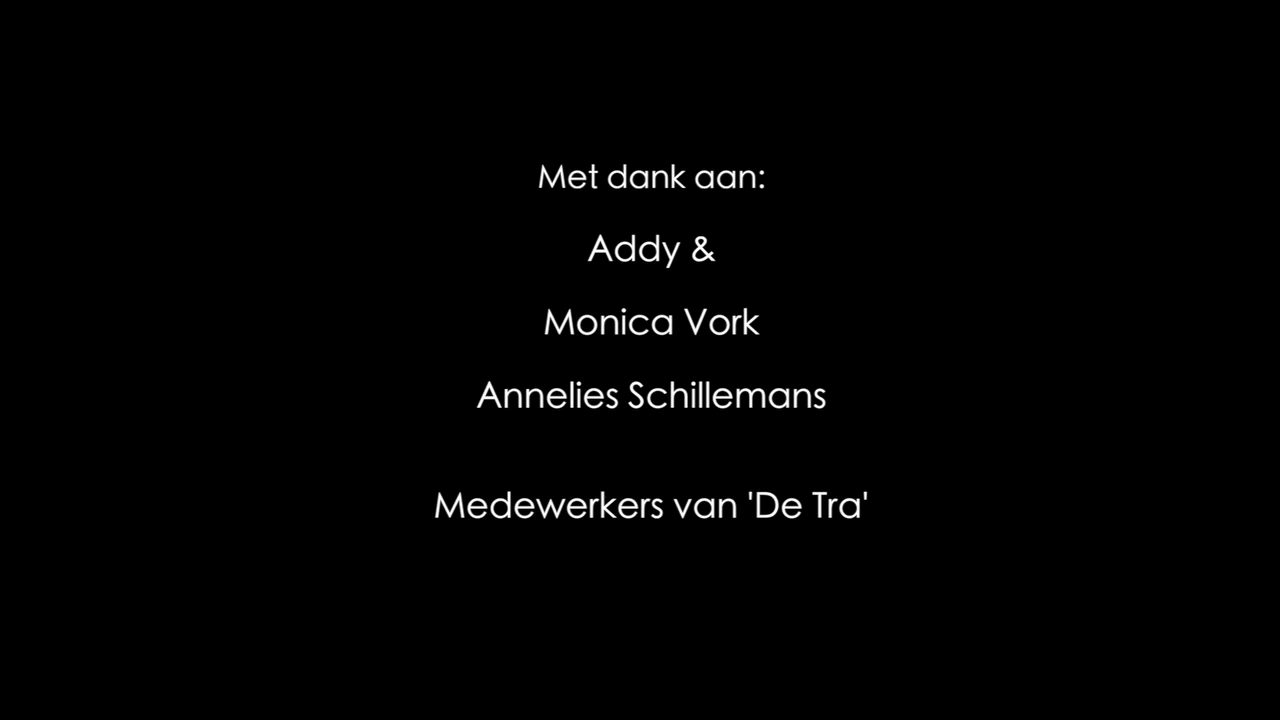 Met dank aan:
Addy &
Monica Vork
Annelies Schillemans
Medewerkers van 'De Tra'